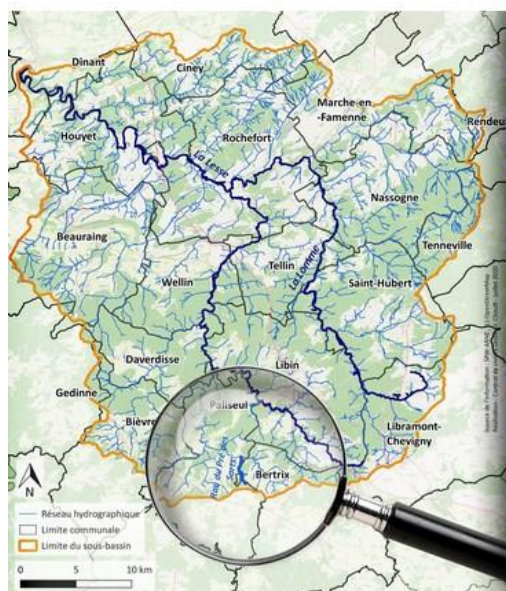 Dinant
Ciney
Marche-en
-Famenne
Rendeux
Houyet
Rochefort
La Lesse
Nassogne
Beauraing
Tenneville
Wellin
Tellin
La Lomme
Saint-Hubert
Daverdisse
Libin
Gedinne
Bièvre
Paliseul
Libramont-
Chevigny
Bertrix
N
Réseau hydrographique
Limite communale
Limite du sous-bassin
0 5 10 km